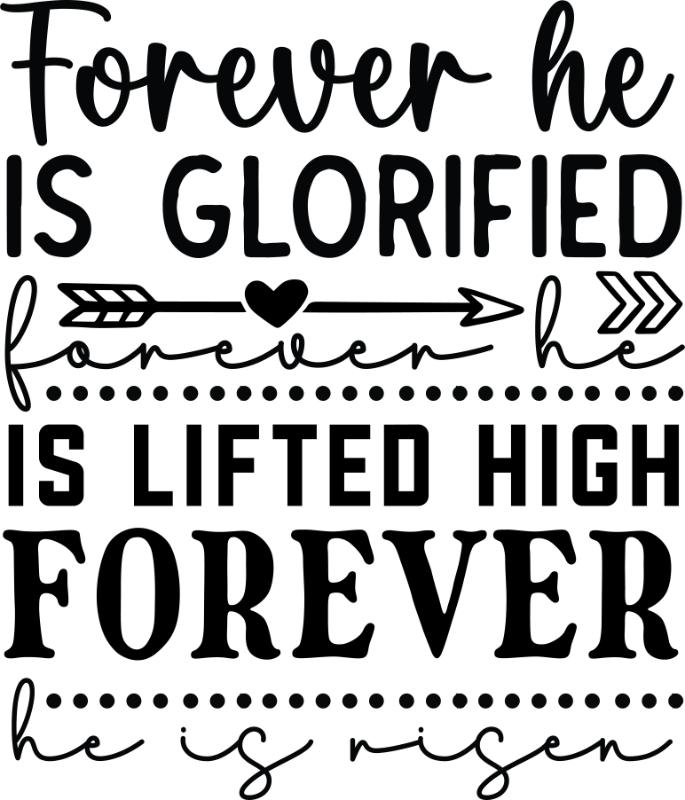 Forever he
IS GLORIFIED
forever he
IS LIFTED HIGH
FOREVER
he is risen